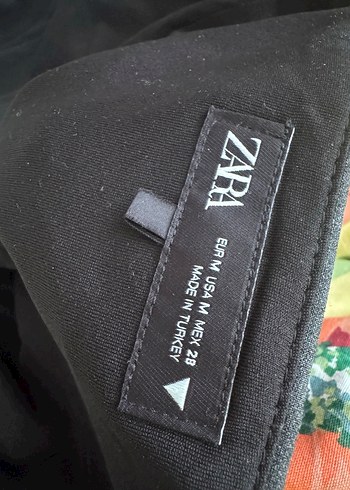 ZARA
EUR M USA M MEX 28
MADE IN TURKEY